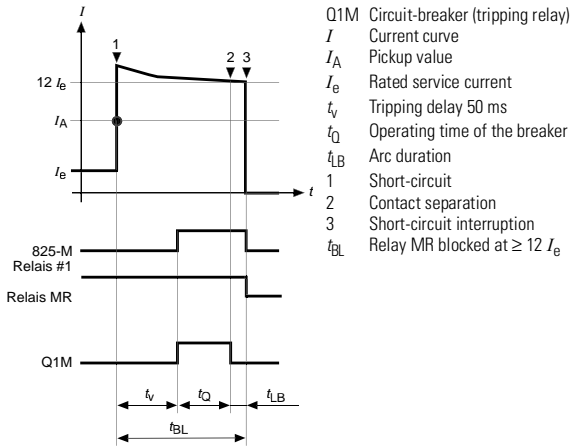 I
1
2 3
12 Ie
IA
Ie
t
825-M
Relais #1
Relais MR
Q1M
tv
tQ
tLB
tBL
Q1M Circuit-breaker (tripping relay)
I Current curve
IA Pickup value
Ie Rated service current
tv Tripping delay 50 ms
tQ Operating time of the breaker
tLB Arc duration
1 Short-circuit
2 Contact separation
3 Short-circuit interruption
tBL Relay MR blocked at ≥ 12 Ie